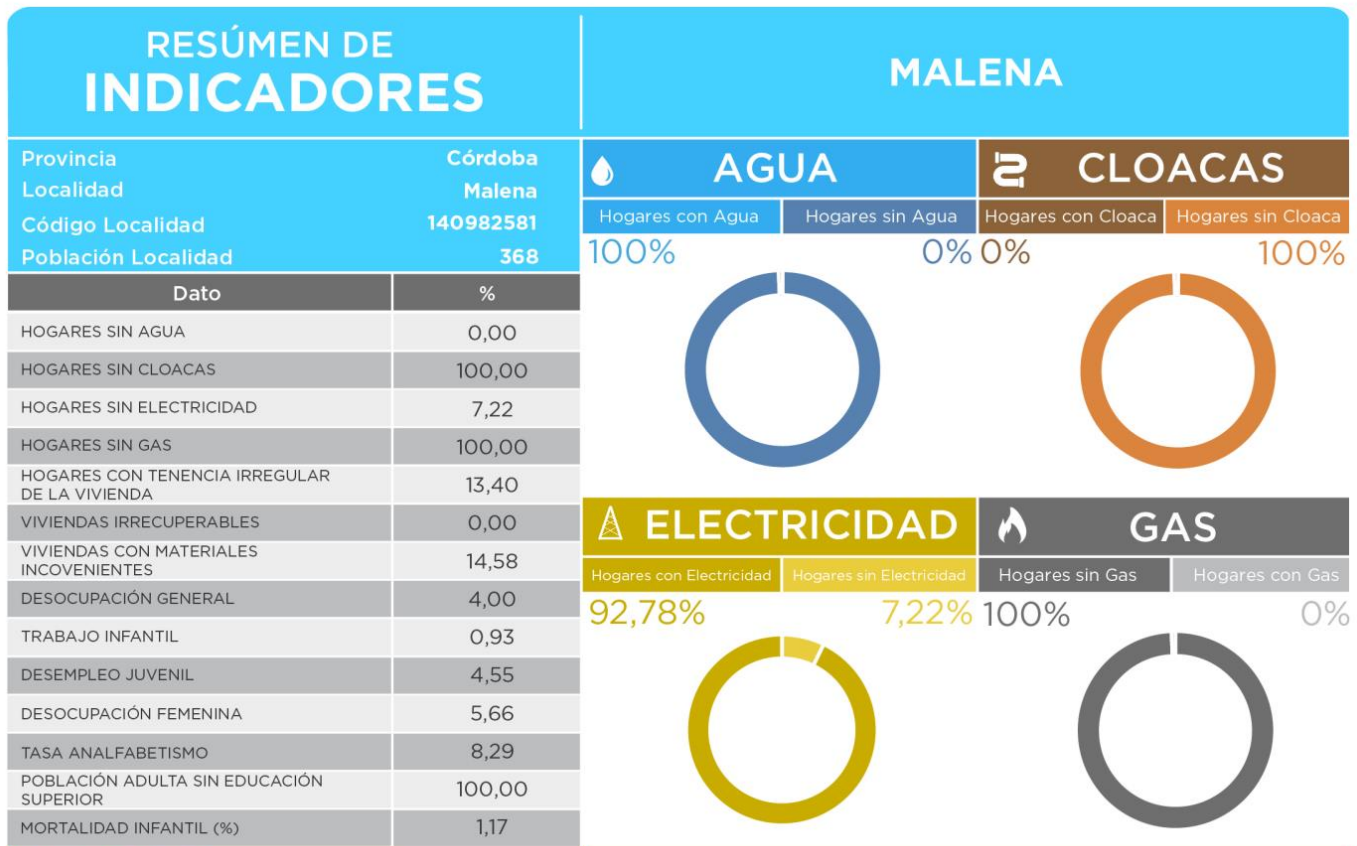 RESÚMEN DE
INDICADORES
MALENA
Provincia Córdoba
Localidad Malena
Código Localidad 140982581
Población Localidad 368
Dato %
HOGARES SIN AGUA 0,00
HOGARES SIN CLOACAS 100,00
HOGARES SIN ELECTRICIDAD 7,22
HOGARES SIN GAS 100,00
HOGARES CON TENENCIA IRREGULAR
DE LA VIVIENDA 13,40
VIVIENDAS IRRECUPERABLES 0,00
VIVIENDAS CON MATERIALES
INCOVENIENTES 14,58
DESOCUPACIÓN GENERAL 4,00
TRABAJO INFANTIL 0,93
DESEMPLEO JUVENIL 4,55
DESOCUPACIÓN FEMENINA 5,66
TASA ANALFABETISMO 8,29
POBLACIÓN ADULTA SIN EDUCACIÓN
SUPERIOR 100,00
MORTALIDAD INFANTIL (%) 1,17
AGUA
Hogares con Agua Hogares sin Agua
100% 0%
CLOACAS
Hogares con Cloaca Hogares sin Cloaca
0% 100%
ELECTRICIDAD
Hogares con Electricidad Hogares sin Electricidad
92,78% 7,22%
GAS
Hogares sin Gas Hogares con Gas
100% 0%